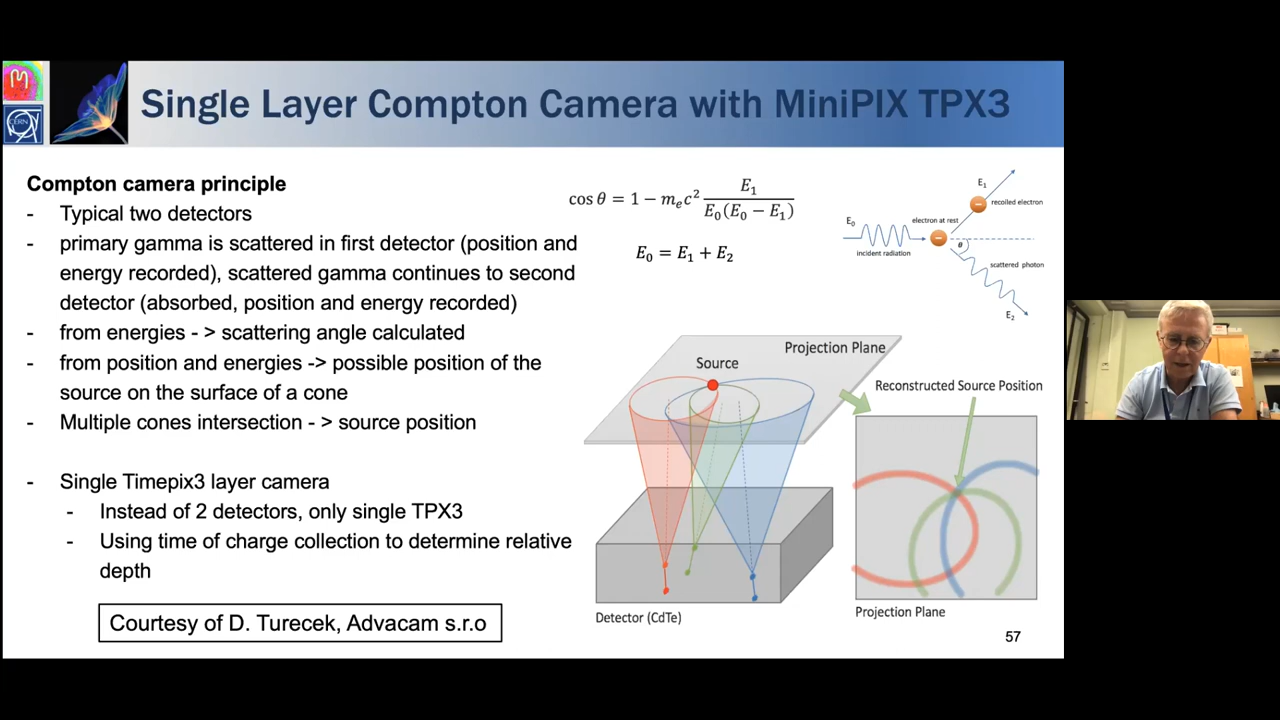 Single Layer Compton Camera with MiniPIX TPX3
M
CERN
Compton camera principle
- Typical two detectors
- primary gamma is scattered in first detector (position and
energy recorded), scattered gamma continues to second
detector (absorbed, position and energy recorded)
- from energies - > scattering angle calculated
- from position and energies -> possible position of the
source on the surface of a cone
- Multiple cones intersection - > source position
- Single Timepix3 layer camera
- Instead of 2 detectors, only single TPX3
- Using time of charge collection to determine relative
depth
Courtesy of D. Turecek, Advacam s.r.o
cos θ = 1 − mₑc² E₁ / E₀(E₀ − E₁)
E₀ = E₁ + E₂
E₁
recoiled electron
electron at rest
E₀
incident radiation
θ
scattered photon
E₂
Projection Plane
Source
Detector (CdTe)
Reconstructed Source Position
Projection Plane
57